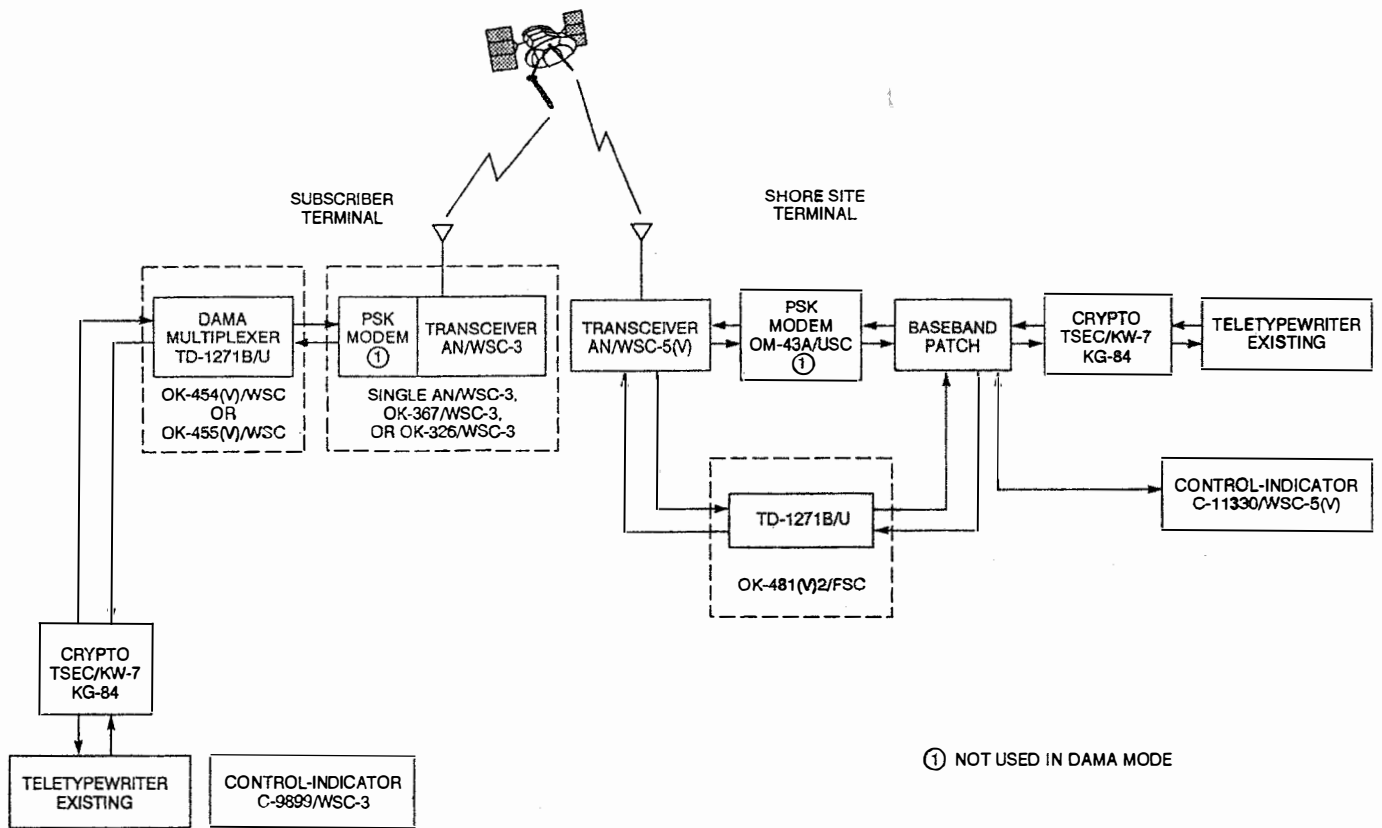 SUBSCRIBER
TERMINAL
SHORE SITE
TERMINAL
DAMA
MULTIPLEXER
TD-1271B/U
OK-454(V)/WSC
OR
OK-455(V)/WSC
PSK
MODEM
①
TRANSCEIVER
AN/WSC-3
SINGLE AN/WSC-3,
OK-367/WSC-3,
OR OK-326/WSC-3
TRANSCEIVER
AN/WSC-5(V)
PSK
MODEM
OM-43A/USC
①
BASEBAND
PATCH
CRYPTO
TSEC/KW-7
KG-84
TELETYPEWRITER
EXISTING
CONTROL-INDICATOR
C-11330/WSC-5(V)
TD-1271B/U
OK-481(V)2/FSC
CRYPTO
TSEC/KW-7
KG-84
TELETYPEWRITER
EXISTING
CONTROL-INDICATOR
C-9899/WSC-3
① NOT USED IN DAMA MODE